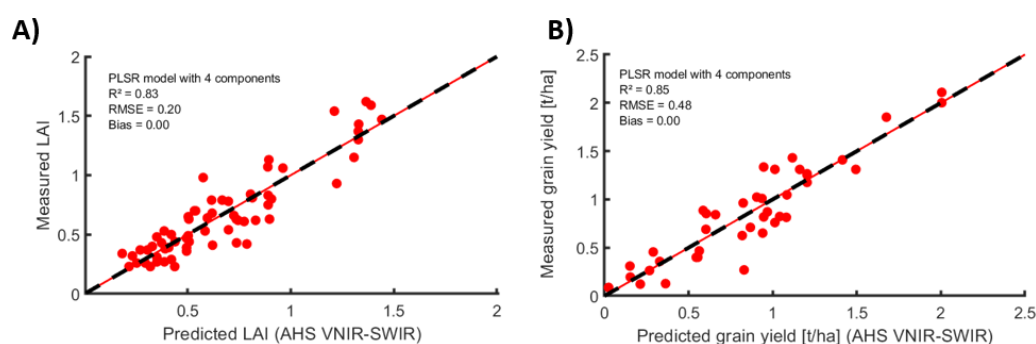 A)
Measured LAI
2
1.5
1
0.5
0
PLSR model with 4 components
R² = 0.83
RMSE = 0.20
Bias = 0.00
0.5
1
1.5
2
Predicted LAI (AHS VNIR-SWIR)
B)
Measured grain yield [t/ha]
2.5
2
1.5
1
0.5
0
PLSR model with 4 components
R² = 0.85
RMSE = 0.48
Bias = 0.00
0
0.5
1
1.5
2
2.5
Predicted grain yield [t/ha] (AHS VNIR-SWIR)